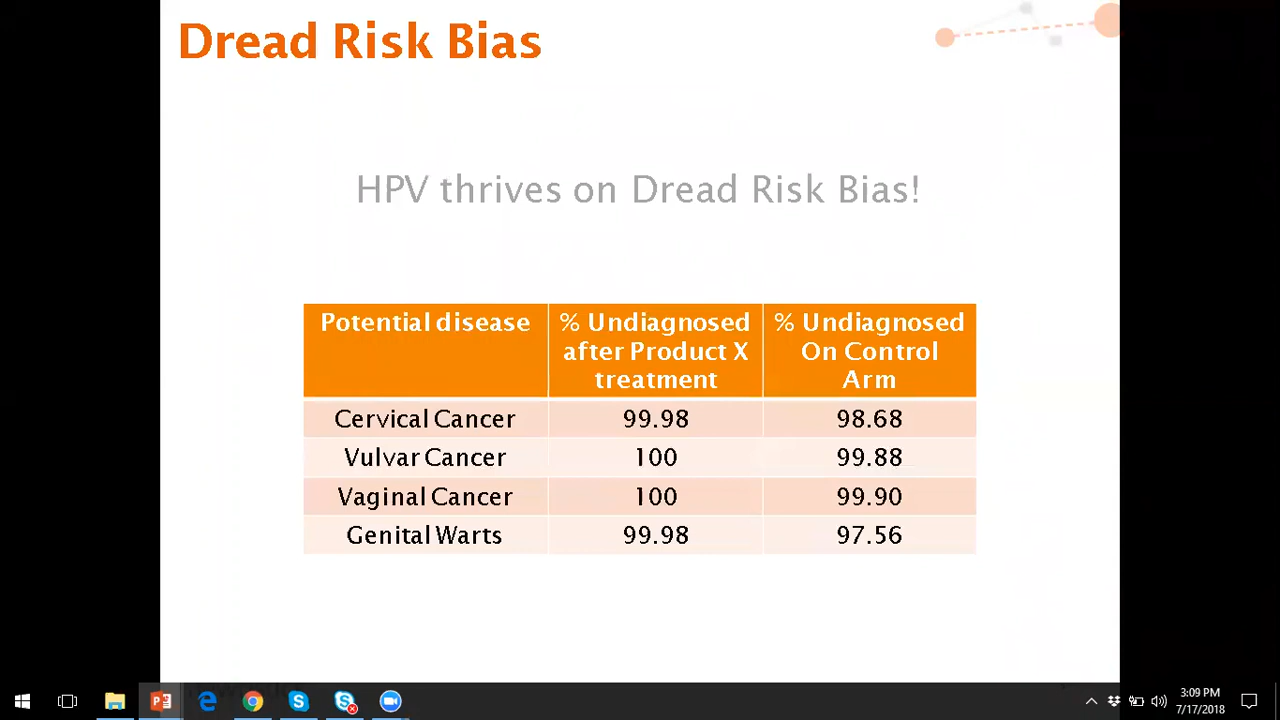 Dread Risk Bias
HPV thrives on Dread Risk Bias!
Potential disease
% Undiagnosed after Product X treatment
% Undiagnosed On Control Arm
Cervical Cancer 99.98 98.68
Vulvar Cancer 100 99.88
Vaginal Cancer 100 99.90
Genital Warts 99.98 97.56
3:09 PM
7/17/2018